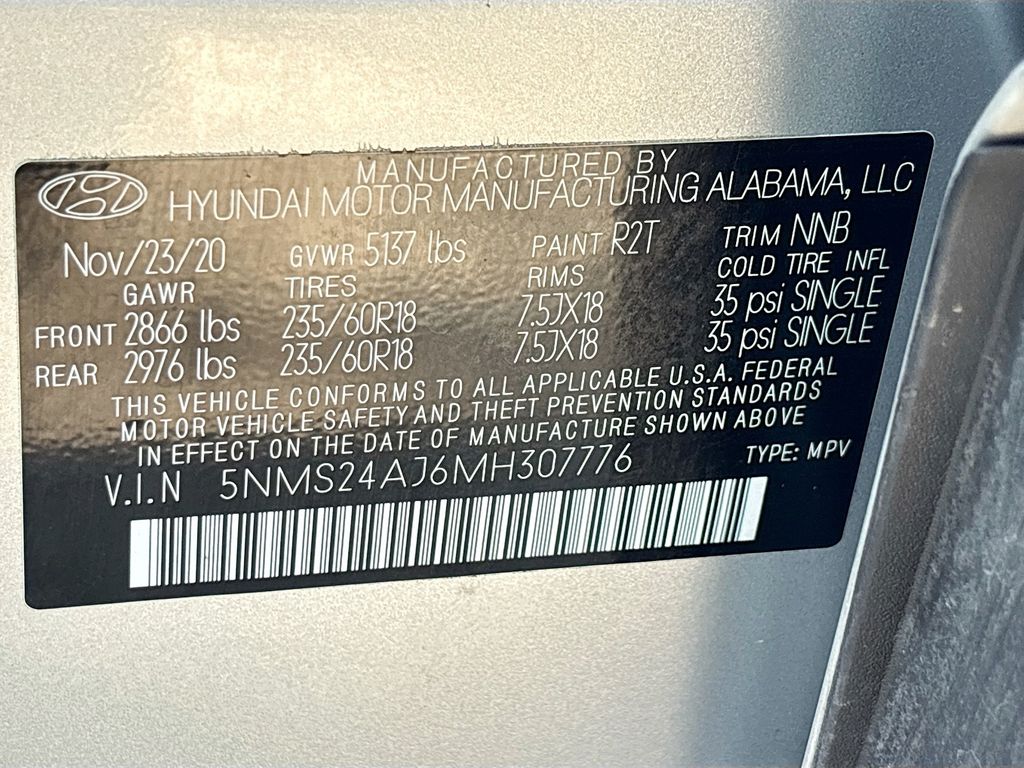 MANUFACTURED BY
HYUNDAI MOTOR MANUFACTURING ALABAMA, LLC
Nov/23/20 GVWR 5137 lbs PAINT R2T TRIM NNB
GAWR TIRES RIMS COLD TIRE INFL
FRONT 2866 lbs 235/60R18 7.5JX18 35 psi SINGLE
REAR 2976 lbs 235/60R18 7.5JX18 35 psi SINGLE
THIS VEHICLE CONFORMS TO ALL APPLICABLE U.S.A. FEDERAL
MOTOR VEHICLE SAFETY AND THEFT PREVENTION STANDARDS
IN EFFECT ON THE DATE OF MANUFACTURE SHOWN ABOVE
V.I.N 5NMS24AJ6MH307776 TYPE: MPV